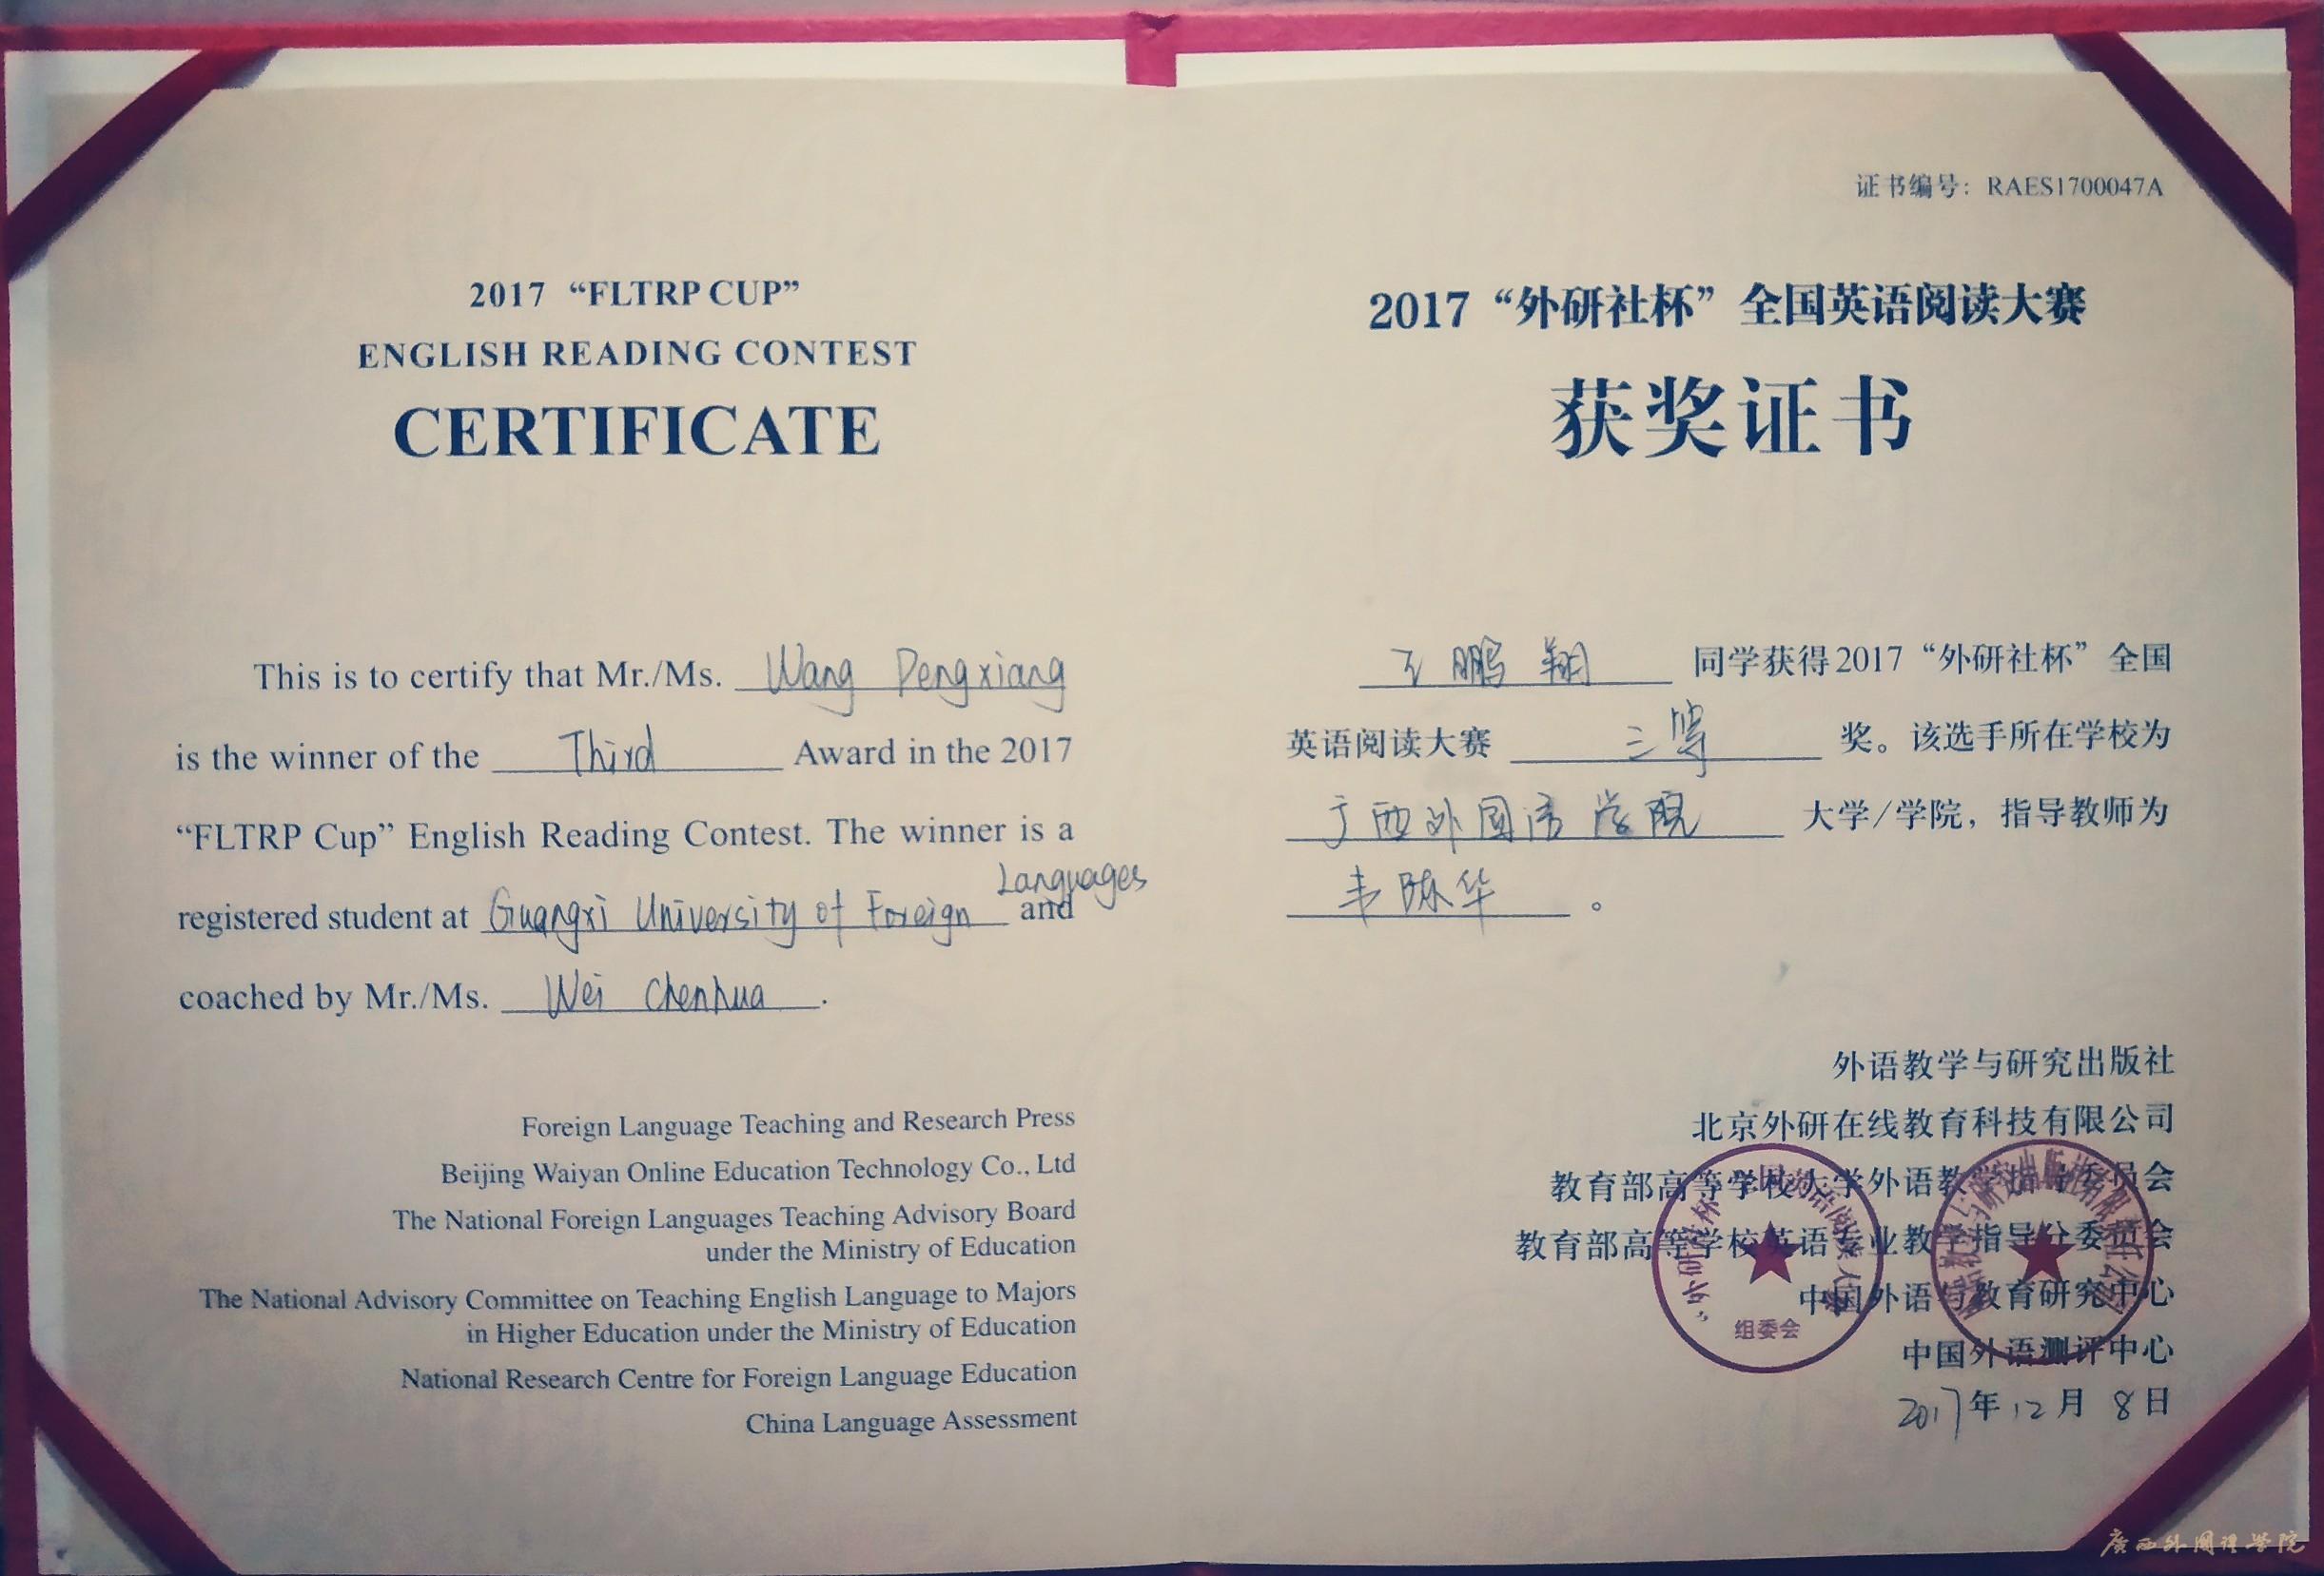 2017 “FLTRP CUP”
ENGLISH READING CONTEST
CERTIFICATE
This is to certify that Mr./Ms. Wang Pengxiang
is the winner of the Third Award in the 2017
“FLTRP Cup” English Reading Contest. The winner is a
registered student at Guangxi University of Foreign Languages and
coached by Mr./Ms. Wei Chenhua.
Foreign Language Teaching and Research Press
Beijing Waiyan Online Education Technology Co., Ltd
The National Foreign Languages Teaching Advisory Board
under the Ministry of Education
The National Advisory Committee on Teaching English Language to Majors
in Higher Education under the Ministry of Education
National Research Centre for Foreign Language Education
China Language Assessment
证书编号：RAES1700047A
2017“外研社杯”全国英语阅读大赛
获奖证书
王鹏翔 同学获得2017“外研社杯”全国
英语阅读大赛 三等 奖。该选手所在学校为
广西外国语学院 大学/学院，指导教师为
韦陈华。
外语教学与研究出版社
北京外研在线教育科技有限公司
教育部高等学校大学外语教学指导委员会
教育部高等学校英语专业教学指导分委员会
中国外语与教育研究中心
中国外语测评中心
2017年12月8日
组委会
廣西外國語學院